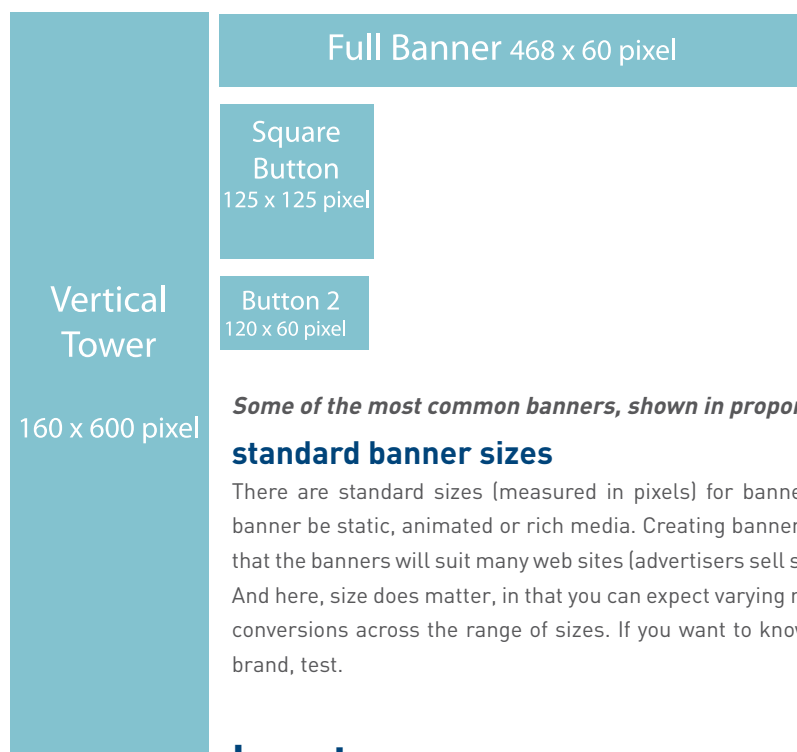 Full Banner 468 x 60 pixel
Square
Button
125 x 125 pixel
Button 2
120 x 60 pixel
Vertical
Tower
160 x 600 pixel
Some of the most common banners, shown in propor
standard banner sizes
There are standard sizes (measured in pixels) for banne
banner be static, animated or rich media. Creating banner
that the banners will suit many web sites (advertisers sell s
And here, size does matter, in that you can expect varying r
conversions across the range of sizes. If you want to know
brand, test.